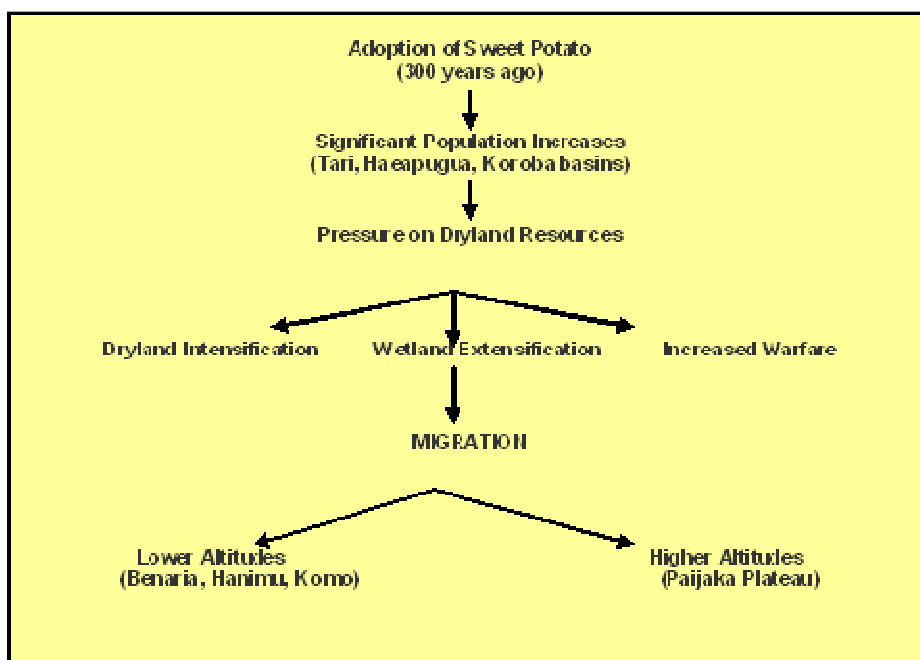 Adoption of Sweet Potato
(300 years ago)
Significant Population Increases
(Tari, Haeapugua, Koroba basins)
Pressure on Dryland Resources
Dryland Intensification
Wetland Extensification
Increased Warfare
MIGRATION
Lower Altitudes
(Benaria, Hanimu, Komo)
Higher Altitudes
(Paijaka Plateau)